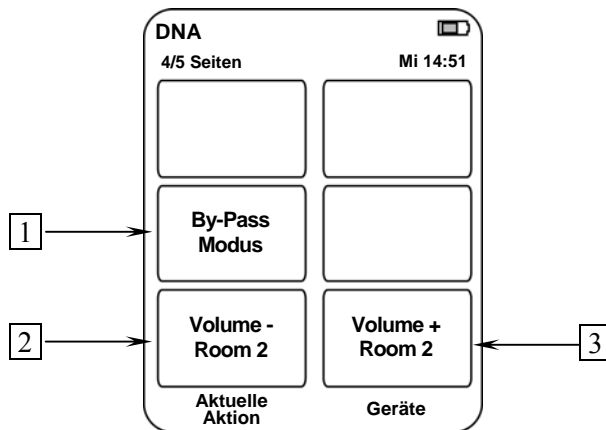 DNA
4/5 Seiten Mi 14:51
1
By-Pass
Modus
2
Volume -
Room 2
Volume +
Room 2
3
Aktuelle
Aktion
Geräte